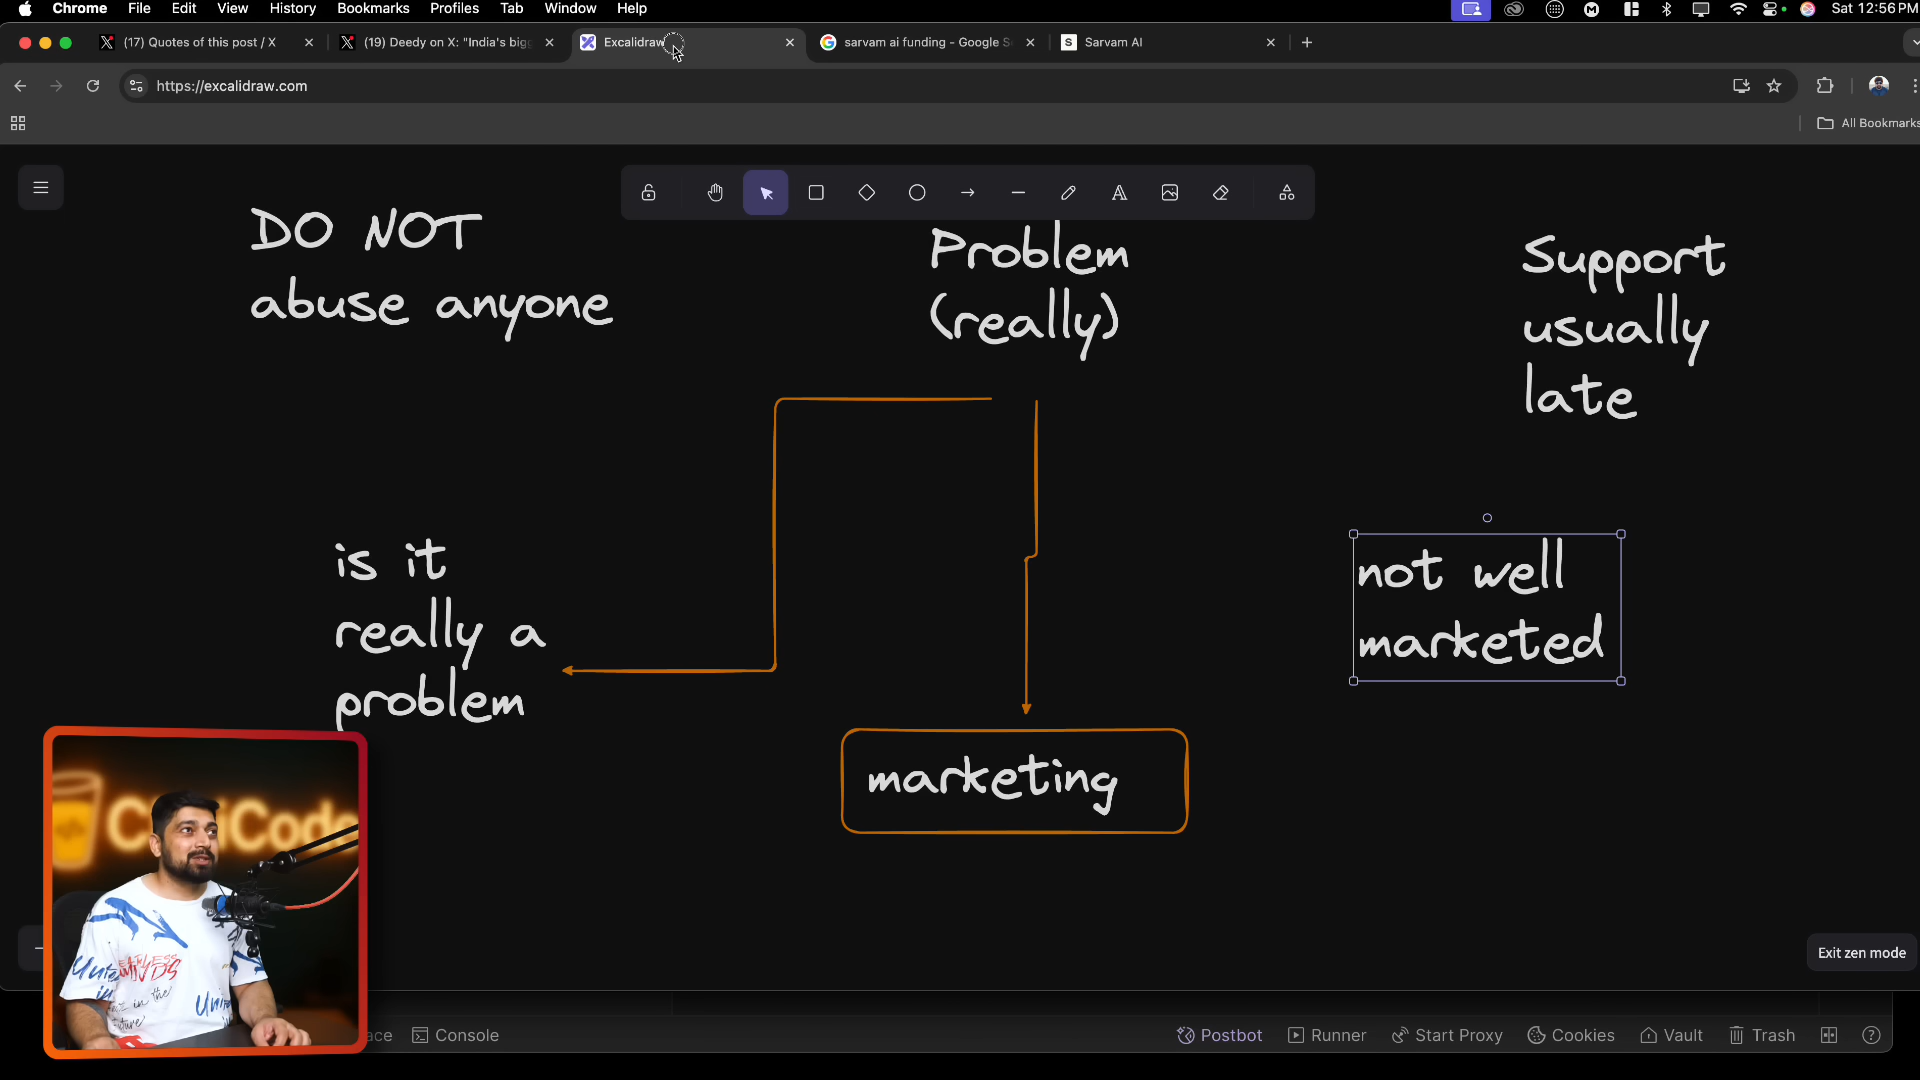 Chrome File Edit View History Bookmarks Profiles Tab Window Help
Sat 12:56 PM
(17) Quotes of this post / X
(19) Deedy on X: "India's big
Excalidraw
sarvam ai funding - Google S
S Sarvam AI
https://excalidraw.com
All Bookmarks
DO NOT
abuse anyone
Problem
(really)
Support
usually
late
is it
really a
problem
not well
marketed
marketing
Exit zen mode
Console
Postbot
Runner
Start Proxy
Cookies
Vault
Trash